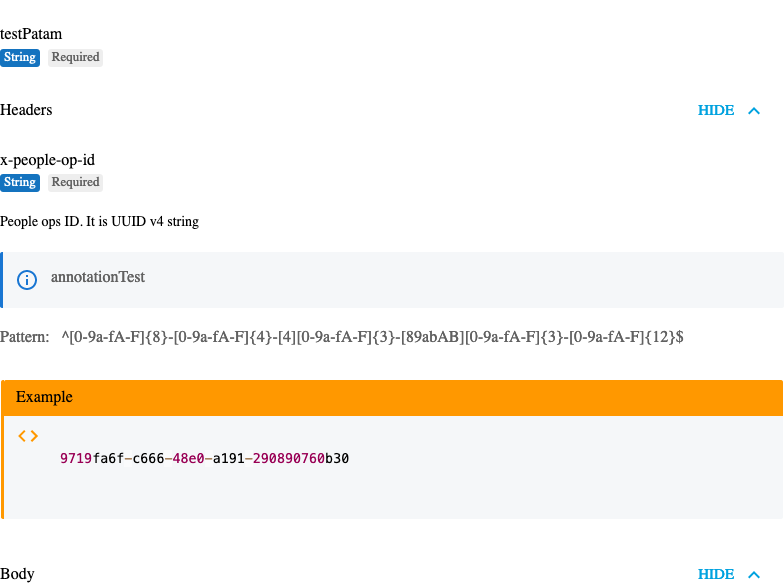 testPatam
String Required
Headers HIDE
x-people-op-id
String Required
People ops ID. It is UUID v4 string
annotationTest
Pattern: ^[0-9a-fA-F]{8}-[0-9a-fA-F]{4}-[4][0-9a-fA-F]{3}-[89abAB][0-9a-fA-F]{3}-[0-9a-fA-F]{12}$
Example
9719fa6f-c666-48e0-a191-290890760b30
Body HIDE